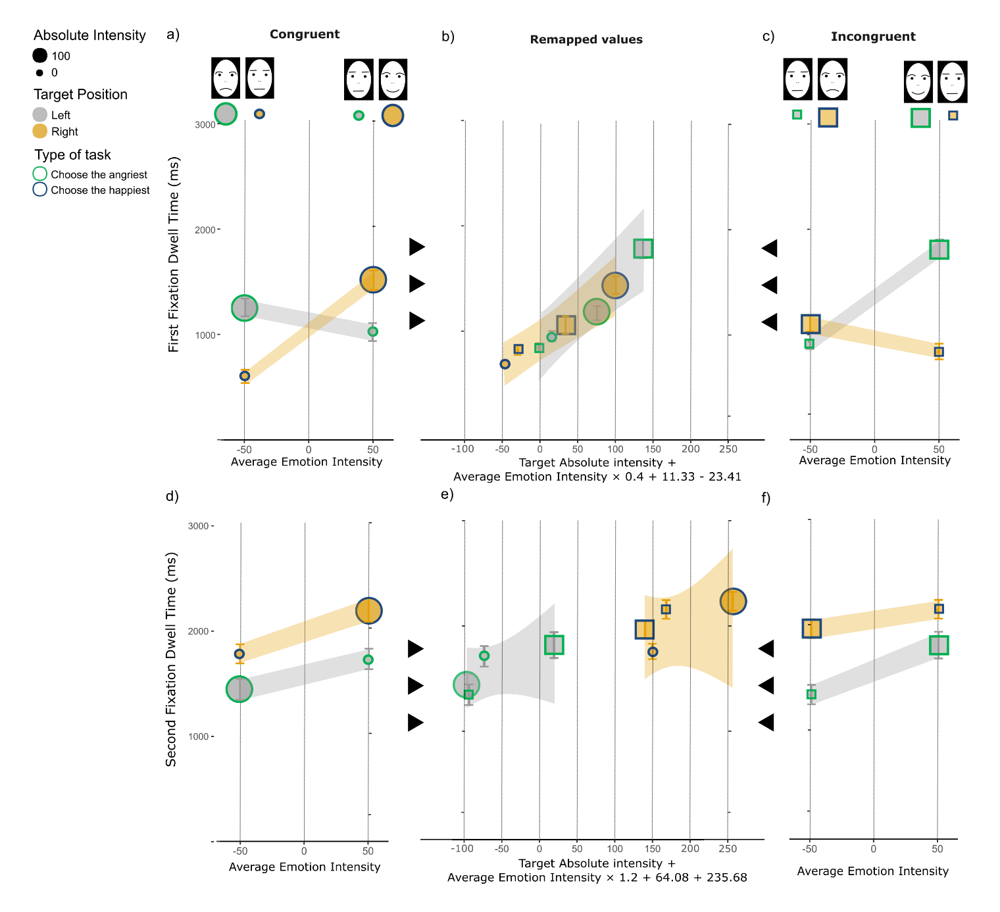 Absolute Intensity
100
0
Target Position
Left
Right
Type of task
Choose the angriest
Choose the happiest
a)
Congruent
b)
Remapped values
c)
Incongruent
First Fixation Dwell Time (ms)
3000
2000
1000
-50
0
50
Average Emotion Intensity
-100
-50
0
50
100
150
200
250
Target Absolute intensity +
Average Emotion Intensity × 0.4 + 11.33 - 23.41
-50
0
50
Average Emotion Intensity
d)
e)
f)
Second Fixation Dwell Time (ms)
3000
2000
1000
-50
0
50
Average Emotion Intensity
-100
-50
0
50
100
150
200
250
Target Absolute intensity +
Average Emotion Intensity × 1.2 + 64.08 + 235.68
-50
0
50
Average Emotion Intensity